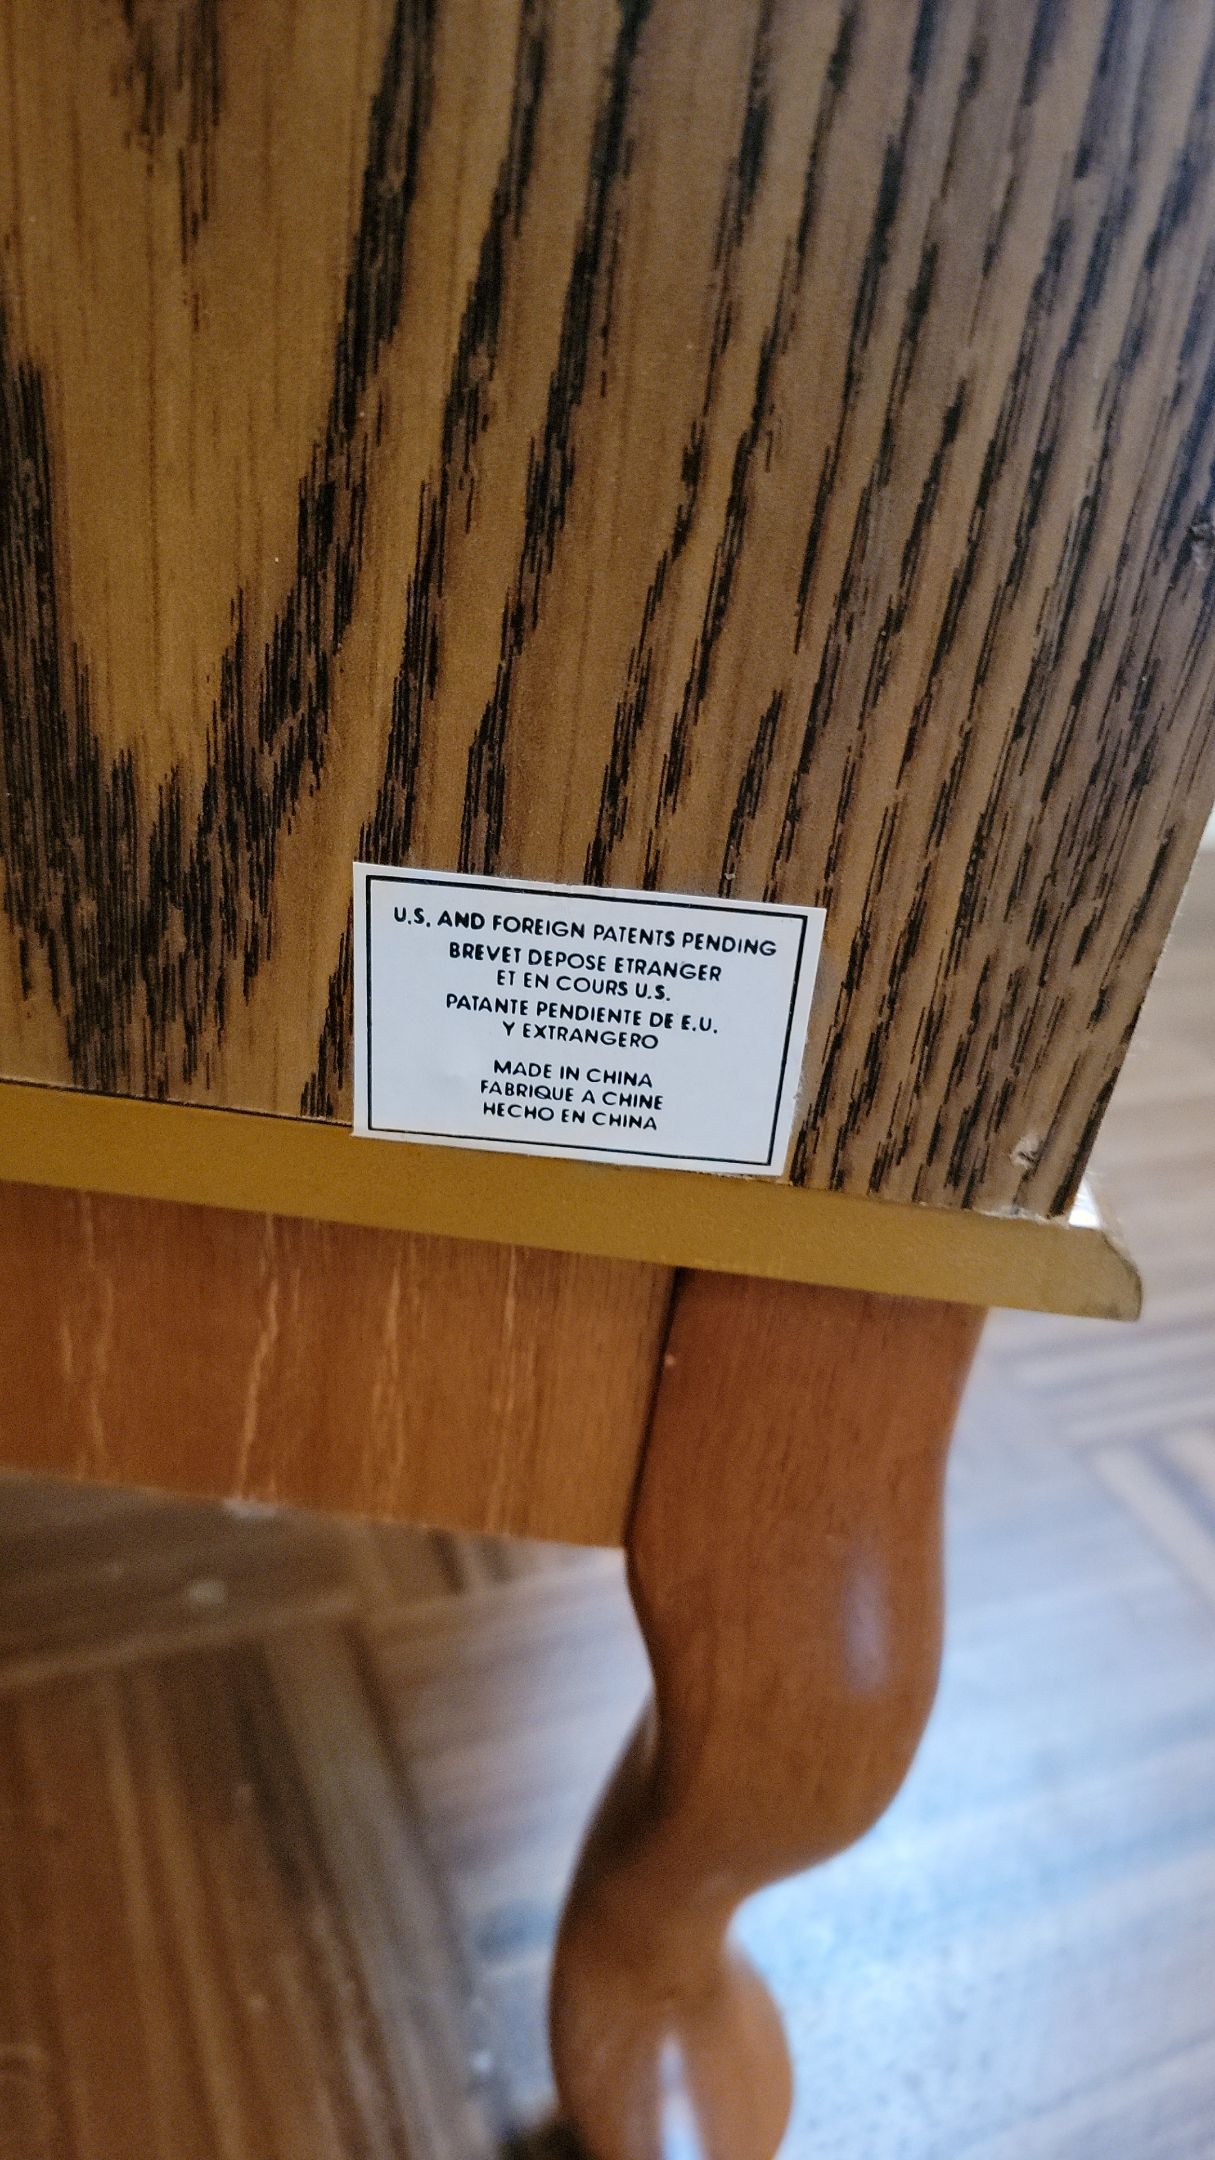 U.S. AND FOREIGN PATENTS PENDING
BREVET DEPOSE ETRANGER
ET EN COURS U.S.
PATANTE PENDIENTE DE E.U.
Y EXTRANGERO
MADE IN CHINA
FABRIQUE A CHINE
HECHO EN CHINA